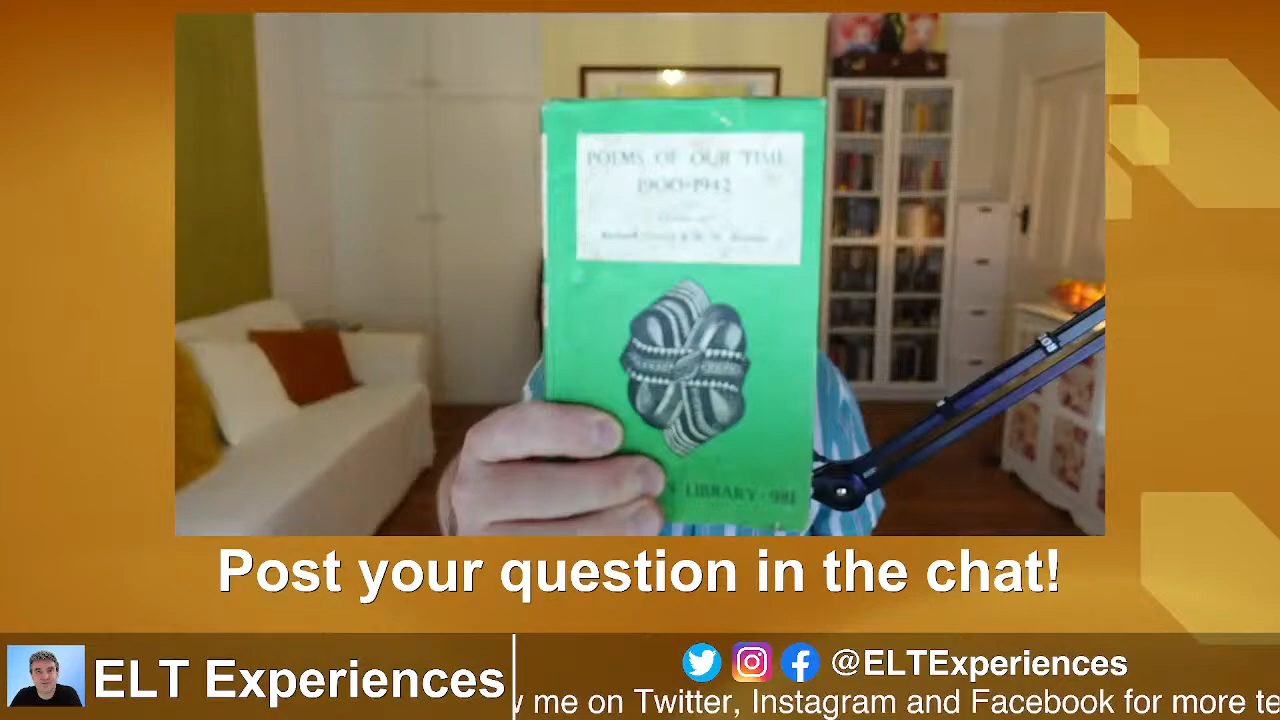 POEMS OF OUR TIME
1900-1942
LIBRARY · 981
Post your question in the chat!
ELT Experiences
@ELTExperiences
me on Twitter, Instagram and Facebook for more te